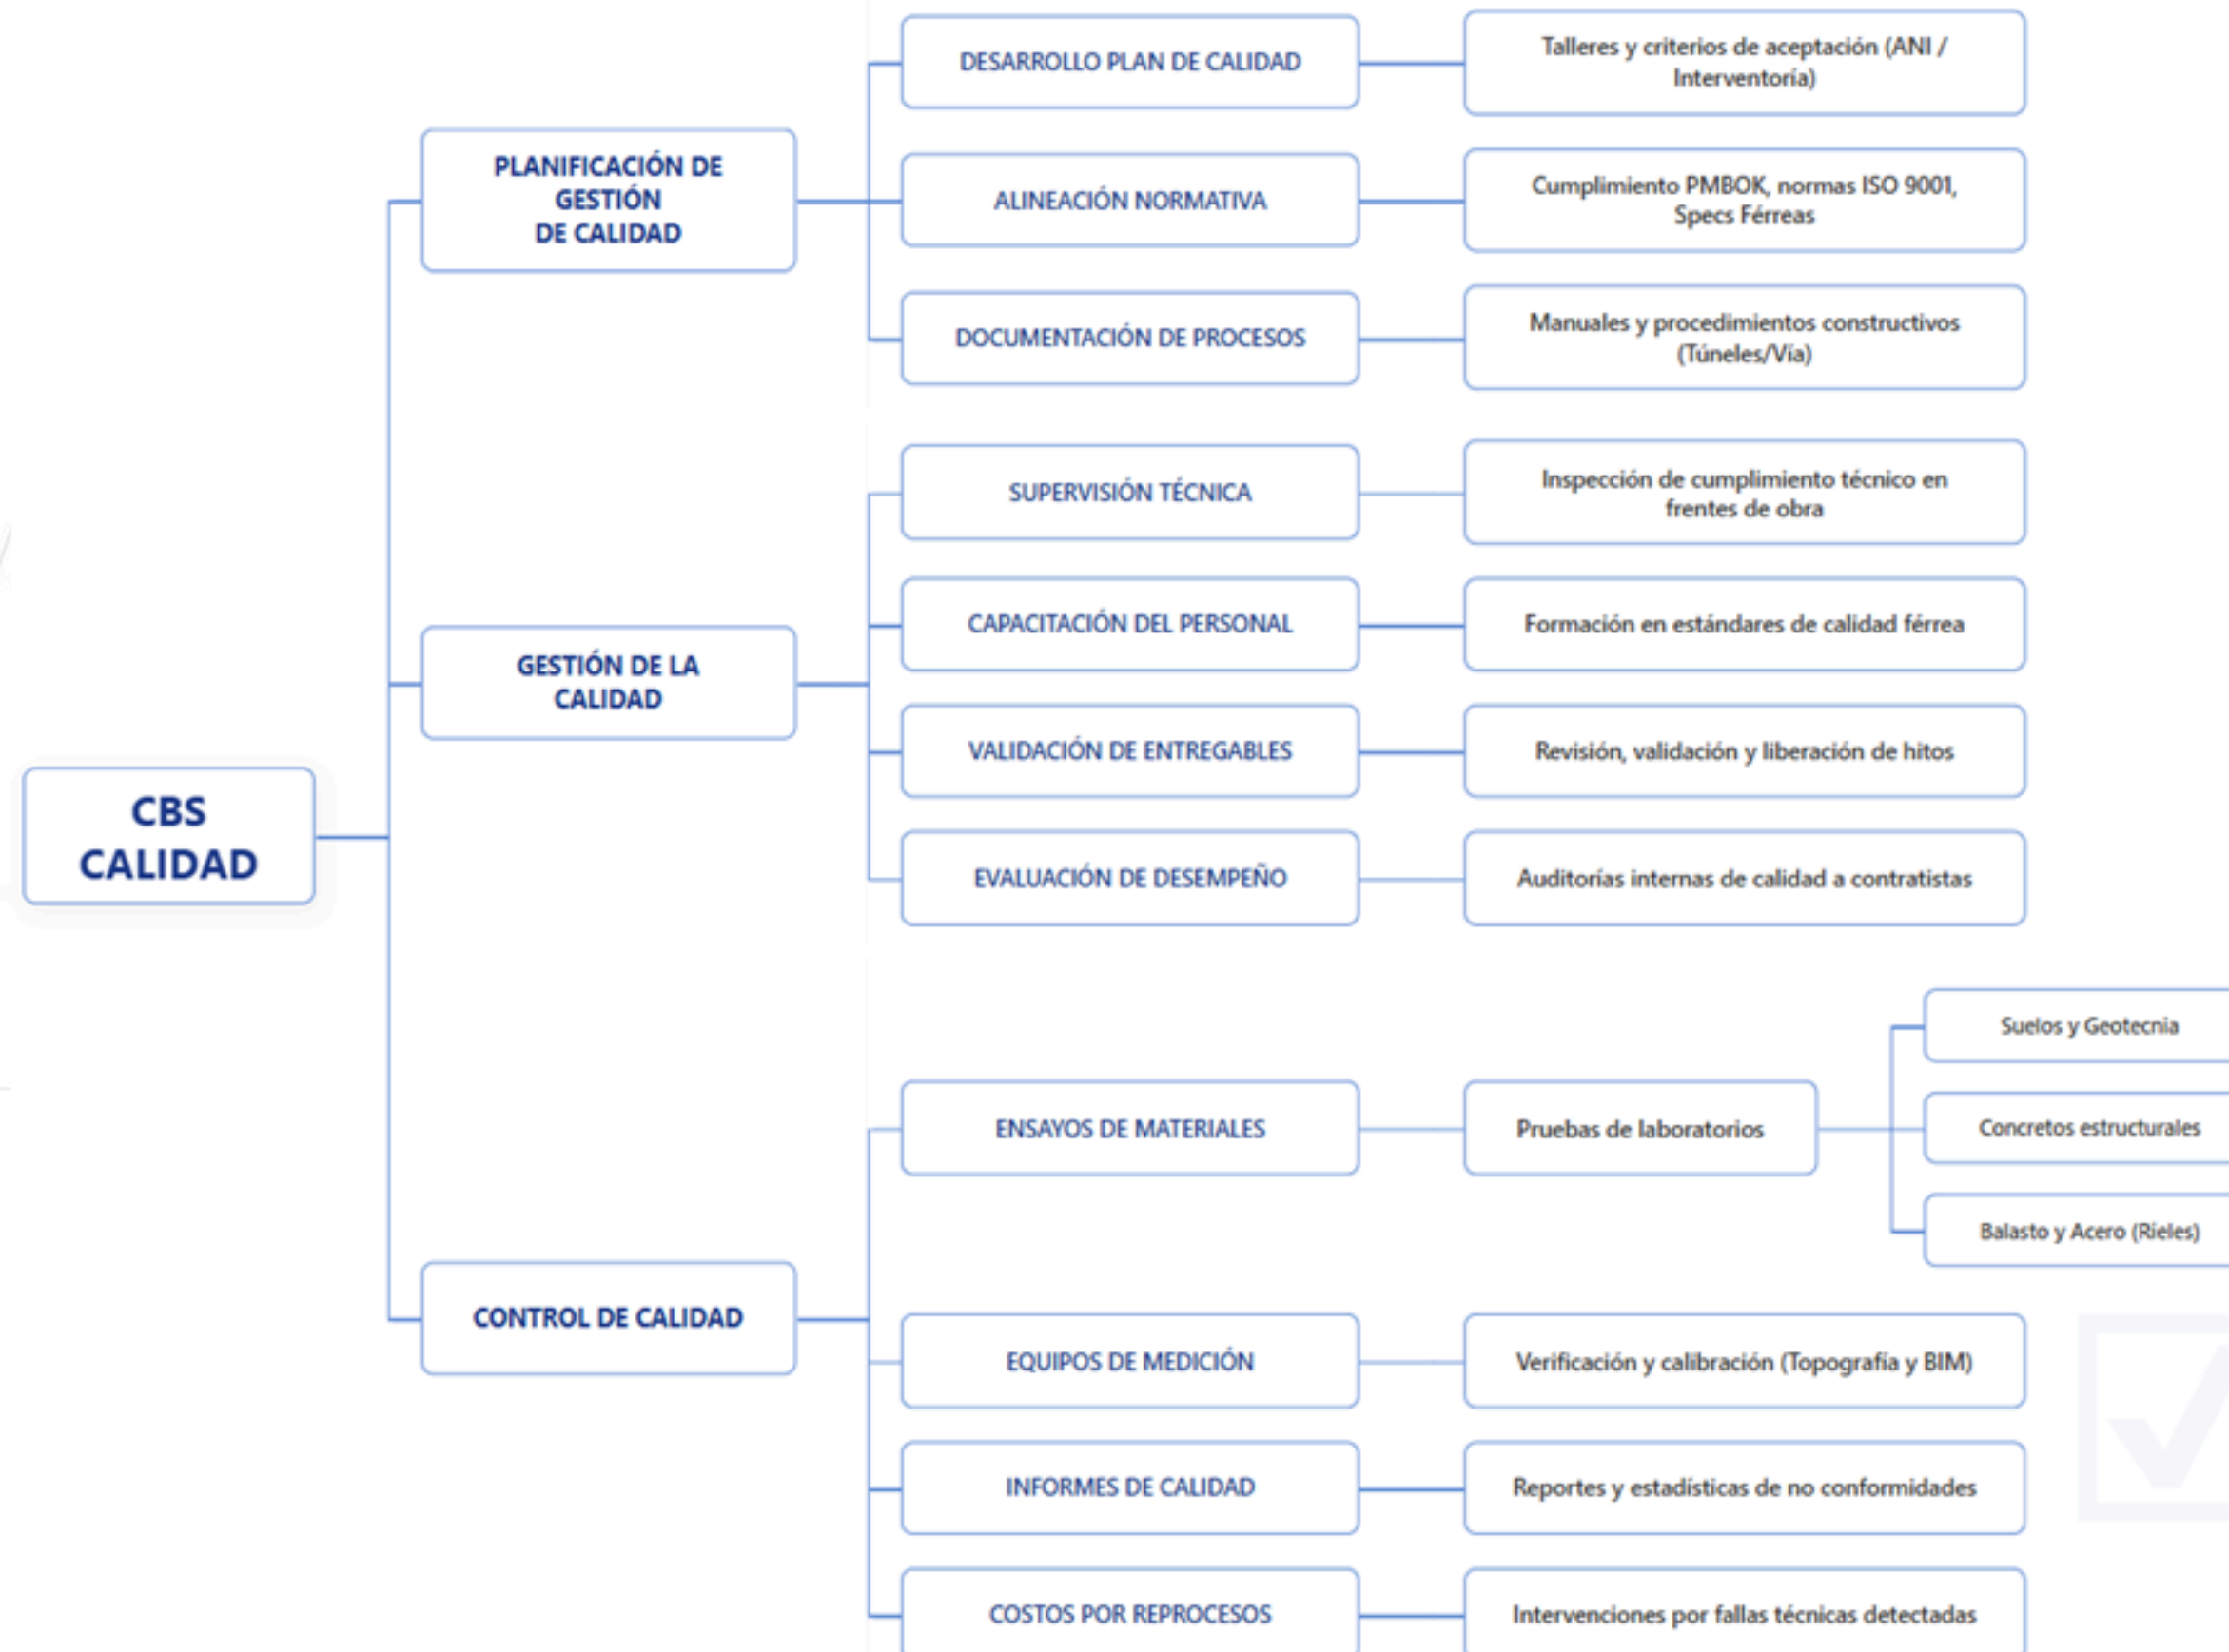 CBS
CALIDAD
PLANIFICACIÓN DE
GESTIÓN
DE CALIDAD
DESARROLLO PLAN DE CALIDAD
Talleres y criterios de aceptación (ANI /
Interventoría)
ALINEACIÓN NORMATIVA
Cumplimiento PMBOK, normas ISO 9001,
Specs Férreas
DOCUMENTACIÓN DE PROCESOS
Manuales y procedimientos constructivos
(Túneles/Vía)
GESTIÓN DE LA
CALIDAD
SUPERVISIÓN TÉCNICA
Inspección de cumplimiento técnico en
frentes de obra
CAPACITACIÓN DEL PERSONAL
Formación en estándares de calidad férrea
VALIDACIÓN DE ENTREGABLES
Revisión, validación y liberación de hitos
EVALUACIÓN DE DESEMPEÑO
Auditorías internas de calidad a contratistas
CONTROL DE CALIDAD
ENSAYOS DE MATERIALES
Pruebas de laboratorios
Suelos y Geotecnia
Concretos estructurales
Balasto y Acero (Rieles)
EQUIPOS DE MEDICIÓN
Verificación y calibración (Topografía y BIM)
INFORMES DE CALIDAD
Reportes y estadísticas de no conformidades
COSTOS POR REPROCESOS
Intervenciones por fallas técnicas detectadas